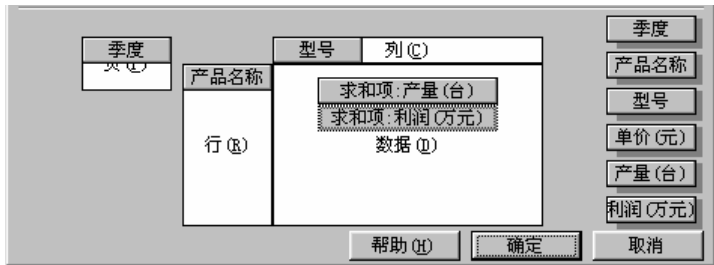 季度
页(P)
产品名称
行(R)
型号
列(C)
求和项:产量(台)
求和项:利润(万元)
数据(D)
季度
产品名称
型号
单价(元)
产量(台)
利润(万元)
帮助(H)
确定
取消